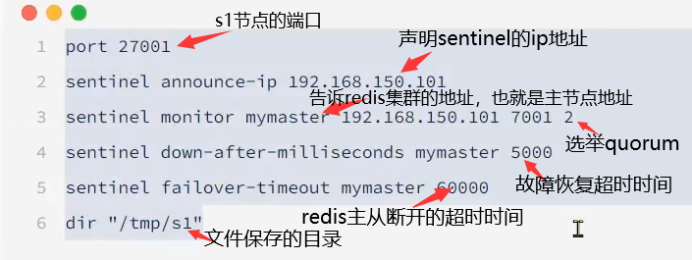 s1节点的端口
1 port 27001
声明sentinel的ip地址
2 sentinel announce-ip 192.168.150.101
告诉redis集群的地址，也就是主节点地址
3 sentinel monitor mymaster 192.168.150.101 7001 2
选举quorum
4 sentinel down-after-milliseconds mymaster 5000
故障恢复超时时间
5 sentinel failover-timeout mymaster 60000
redis主从断开的超时时间
6 dir "/tmp/s1"
文件保存的目录